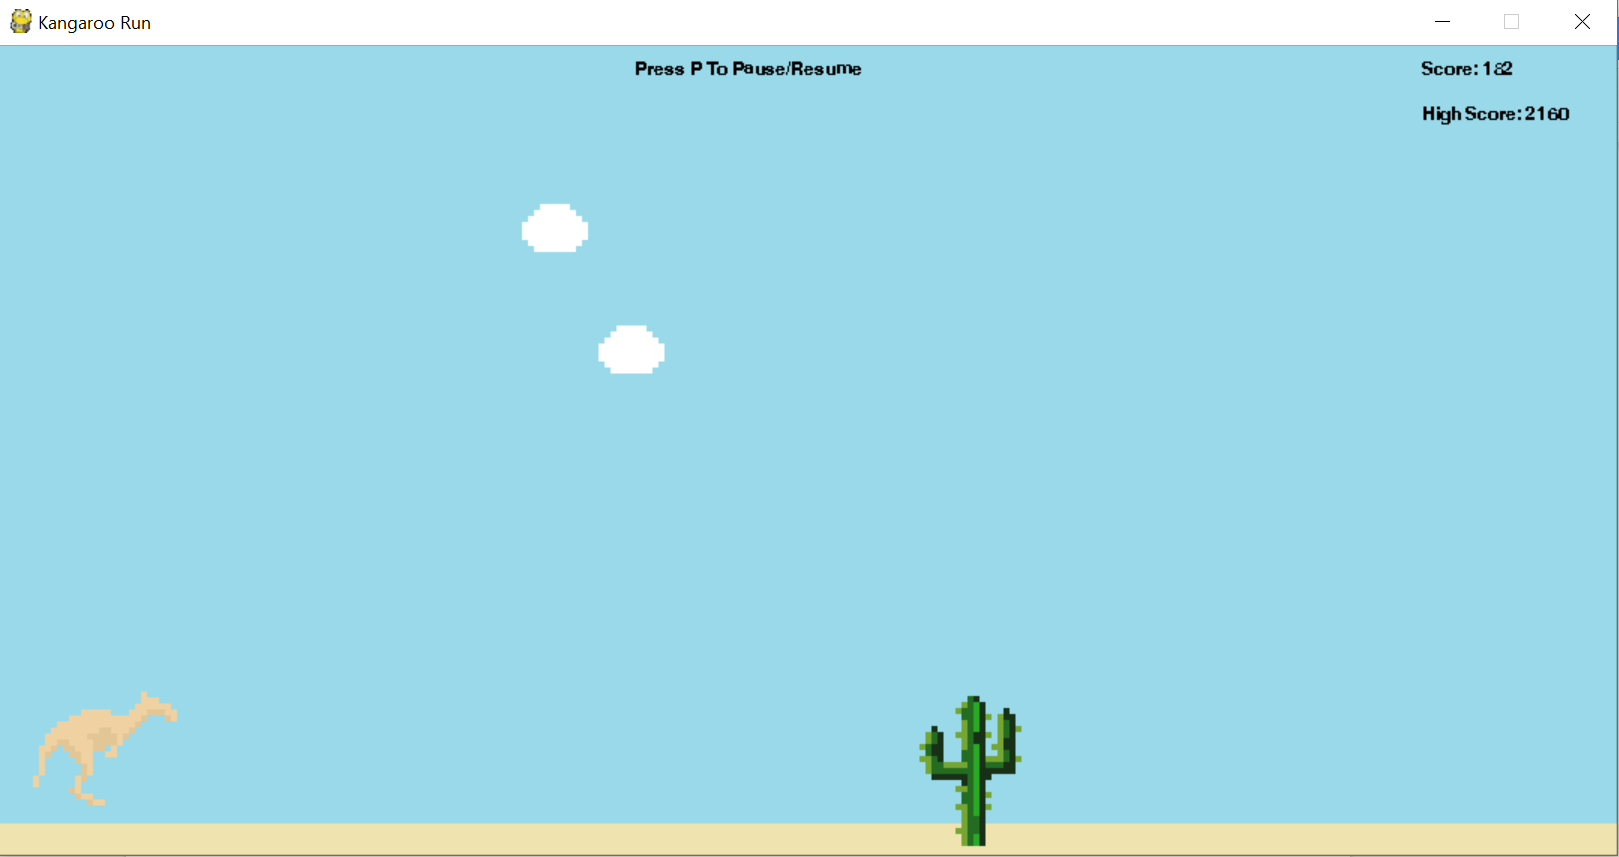 Kangaroo Run
Press P To Pause/Resume
Score: 182
High Score: 2160